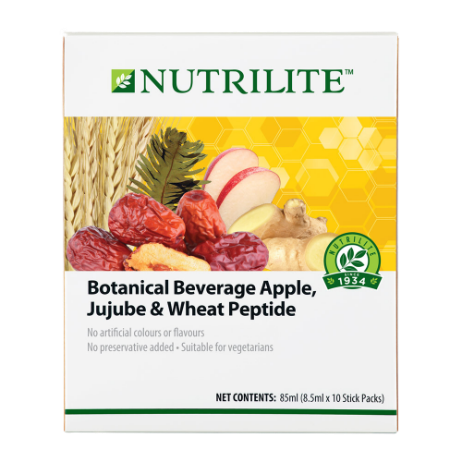 NUTRILITE™
NUTRILITE
SINCE
1934
Botanical Beverage Apple,
Jujube & Wheat Peptide
No artificial colours or flavours
No preservative added • Suitable for vegetarians
NET CONTENTS: 85ml (8.5ml x 10 Stick Packs)